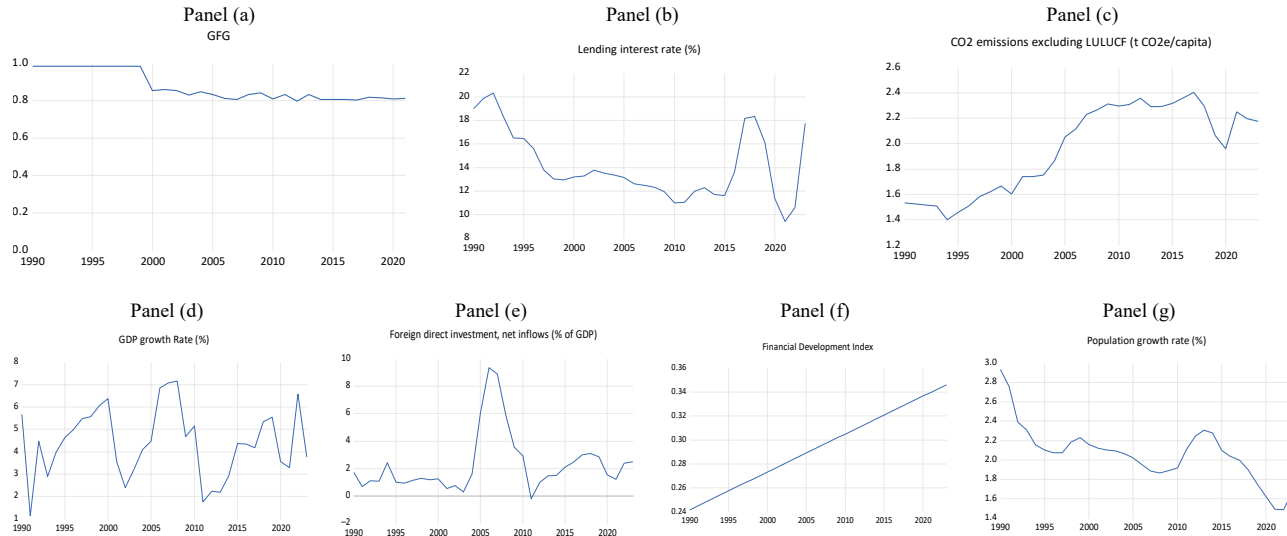 Panel (a)
GFG
1.0
0.8
0.6
0.4
0.2
0.0
1990 1995 2000 2005 2010 2015 2020
Panel (b)
Lending interest rate (%)
22
20
18
16
14
12
10
8
1990 1995 2000 2005 2010 2015 2020
Panel (c)
CO2 emissions excluding LULUCF (t CO2e/capita)
2.6
2.4
2.2
2.0
1.8
1.6
1.4
1.2
1990 1995 2000 2005 2010 2015 2020
Panel (d)
GDP growth Rate (%)
8
7
6
5
4
3
2
1
1990 1995 2000 2005 2010 2015 2020
Panel (e)
Foreign direct investment, net inflows (% of GDP)
10
8
6
4
2
0
−2
1990 1995 2000 2005 2010 2015 2020
Panel (f)
Financial Development Index
0.36
0.34
0.32
0.30
0.28
0.26
0.24
1990 1995 2000 2005 2010 2015 2020
Panel (g)
Population growth rate (%)
3.0
2.8
2.6
2.4
2.2
2.0
1.8
1.6
1.4
1990 1995 2000 2005 2010 2015 2020